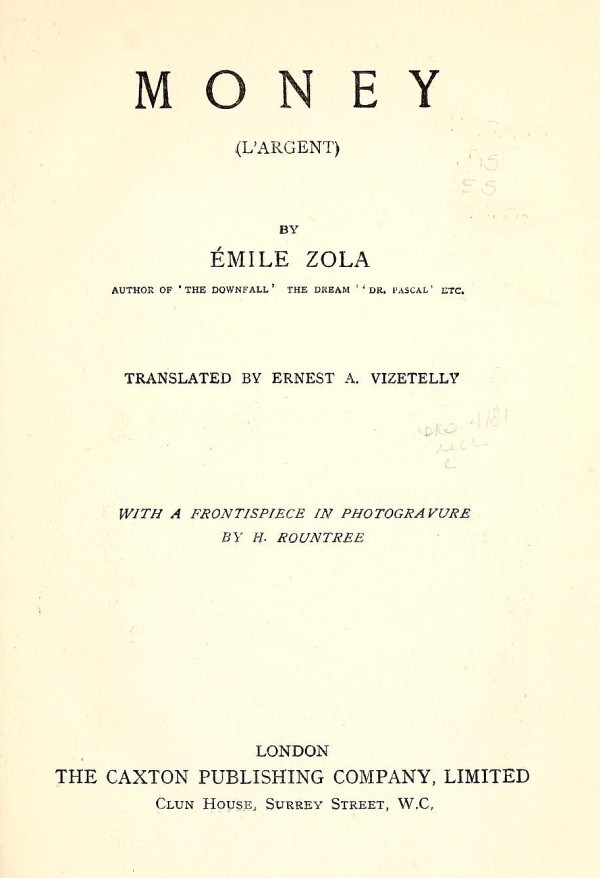 MONEY
(L'ARGENT)
BY
ÉMILE ZOLA
AUTHOR OF 'THE DOWNFALL' THE DREAM ' 'DR. PASCAL' ETC.
TRANSLATED BY ERNEST A. VIZETELLY
WITH A FRONTISPIECE IN PHOTOGRAVURE
BY H. ROUNTREE
LONDON
THE CAXTON PUBLISHING COMPANY, LIMITED
CLUN HOUSE, SURREY STREET, W.C,